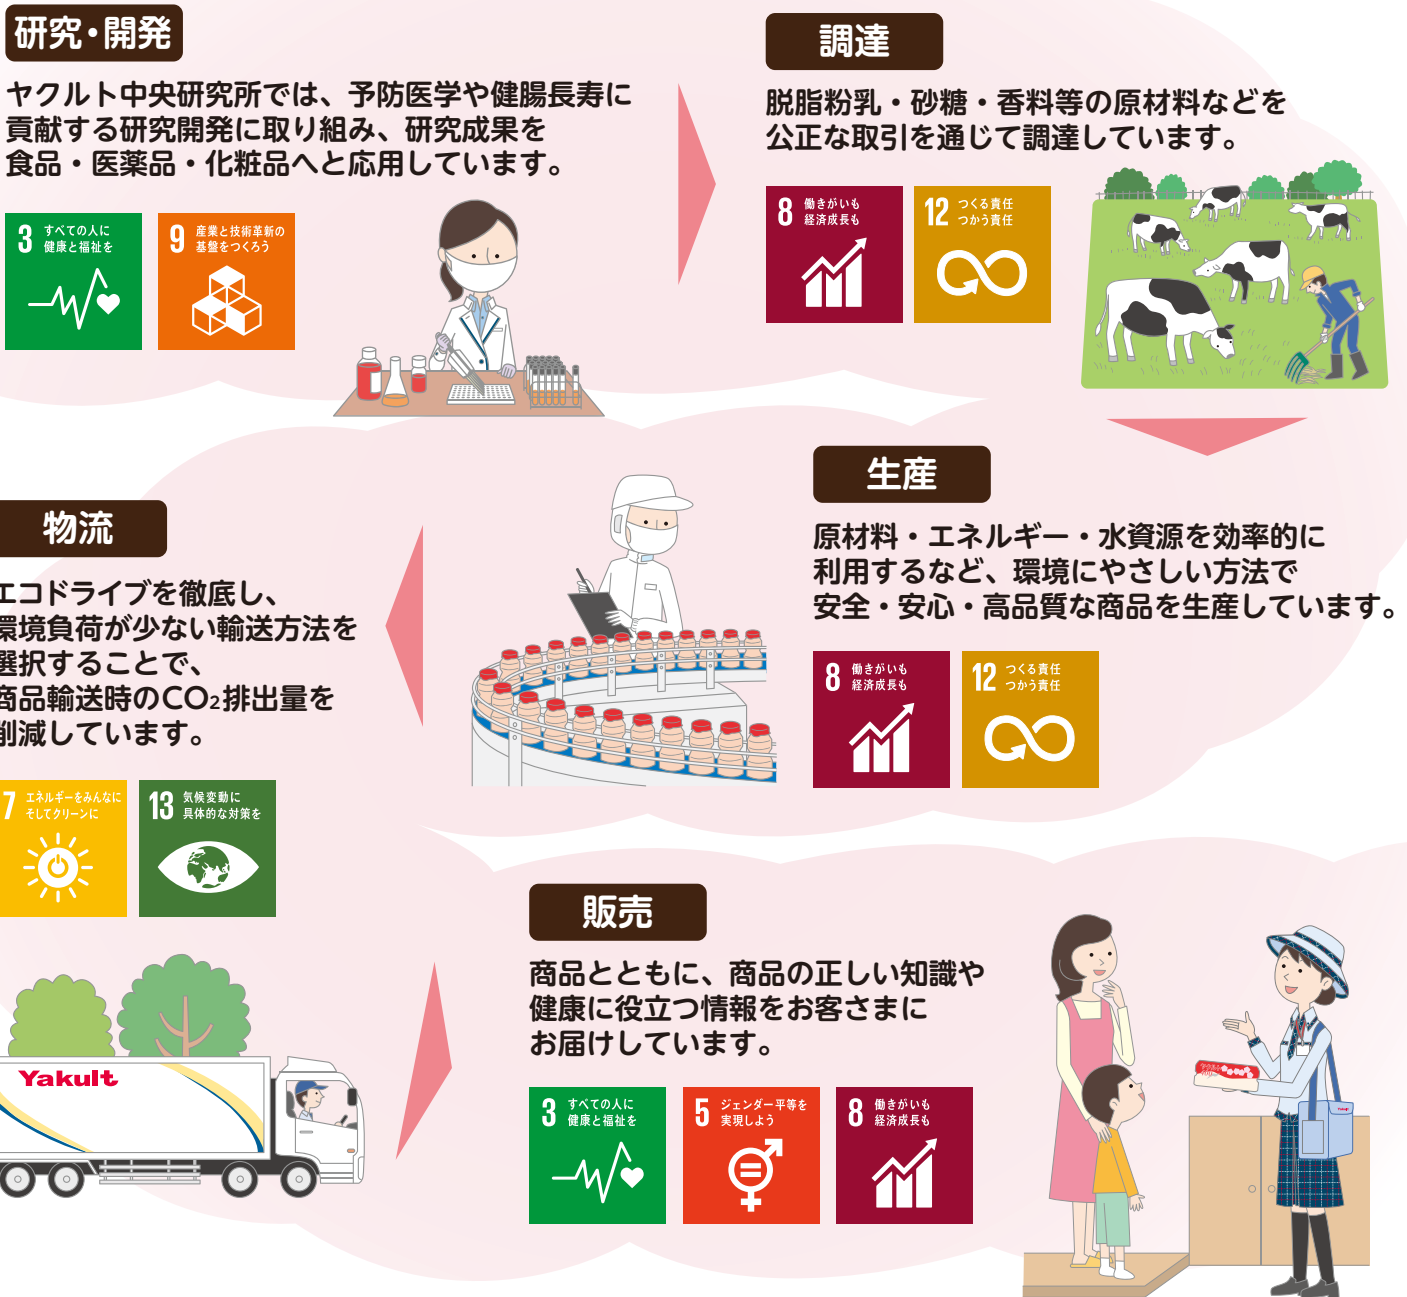 研究・開発
ヤクルト中央研究所では、予防医学や健腸長寿に
貢献する研究開発に取り組み、研究成果を
食品・医薬品・化粧品へと応用しています。
3 すべての人に
健康と福祉を
9 産業と技術革新の
基盤をつくろう
調達
脱脂粉乳・砂糖・香料等の原材料などを
公正な取引を通じて調達しています。
8 働きがいも
経済成長も
12 つくる責任
つかう責任
生産
原材料・エネルギー・水資源を効率的に
利用するなど、環境にやさしい方法で
安全・安心・高品質な商品を生産しています。
8 働きがいも
経済成長も
12 つくる責任
つかう責任
物流
エコドライブを徹底し、
環境負荷が少ない輸送方法を
選択することで、
商品輸送時のCO₂排出量を
削減しています。
7 エネルギーをみんなに
そしてクリーンに
13 気候変動に
具体的な対策を
Yakult
販売
商品とともに、商品の正しい知識や
健康に役立つ情報をお客さまに
お届けしています。
3 すべての人に
健康と福祉を
5 ジェンダー平等を
実現しよう
8 働きがいも
経済成長も